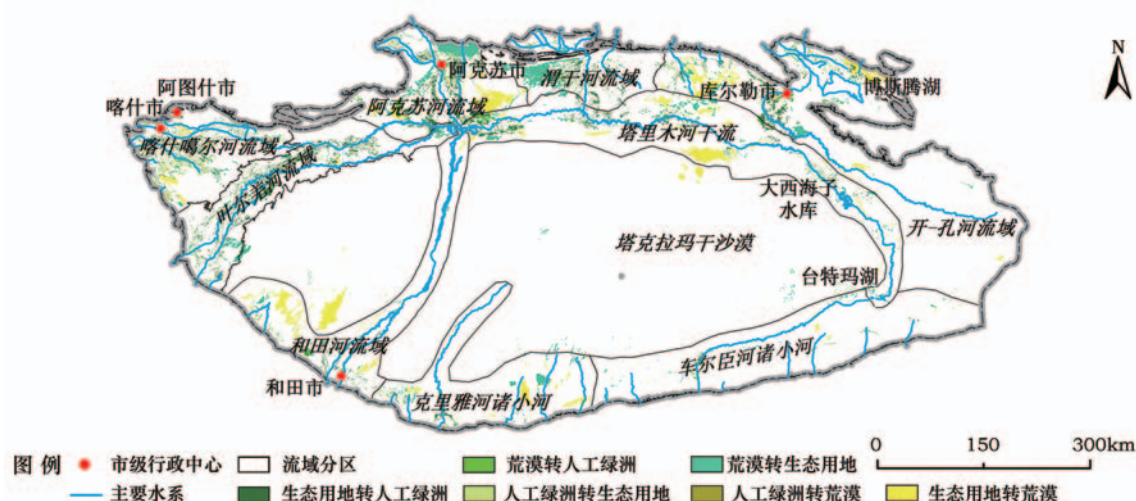 N
阿克苏市
渭干河流域
阿图什市
喀什市
库尔勒市
博斯腾湖
阿克苏河流域
塔里木河干流
喀什噶尔河流域
叶尔羌河流域
大西海子
水库
开-孔河流域
塔克拉玛干沙漠
台特玛湖
和田河流域
车尔臣河诸小河
和田市
克里雅河诸小河
0 150 300km
图例 市级行政中心 流域分区 荒漠转人工绿洲 荒漠转生态用地
主要水系 生态用地转人工绿洲 人工绿洲转生态用地 人工绿洲转荒漠 生态用地转荒漠